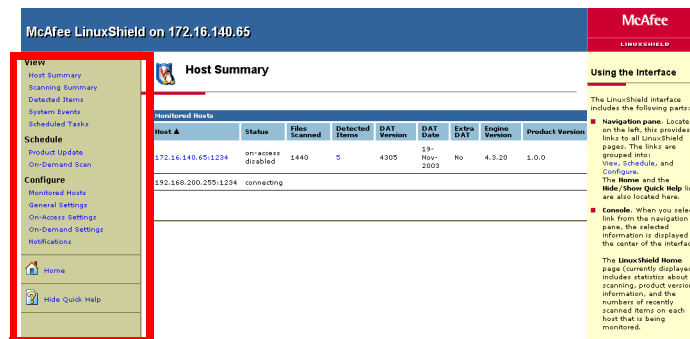 McAfee LinuxShield on 172.16.140.65
McAfee
LINUXSHIELD
View
Host Summary
Scanning Summary
Detected Items
System Events
Scheduled Tasks
Schedule
Product Update
On-Demand Scan
Configure
Monitored Hosts
General Settings
On-Access Settings
On-Demand Settings
Notifications
Home
Hide Quick Help
Host Summary
Monitored Hosts
Host Status Files Scanned Detected Items DAT Version DAT Date Extra DAT Engine Version Product Version
172.16.140.65:1234 on-access disabled 1440 5 4305 19-Nov-2003 No 4.3.20 1.0.0
192.168.200.255:1234 connecting
Using the Interface
The LinuxShield interface
includes the following parts:
Navigation pane. Locate
on the left, this provides
links to all LinuxShield
pages. The links are
grouped into:
View, Schedule, and
Configure.
The Home and the
Hide/Show Quick Help li
are also located here.
Console. When you sele
link from the navigation
pane, the selected
information is displayed
the center of the interfac
The LinuxShield Home
page (currently displaye
includes statistics about
scanning, product versio
information, and the
numbers of recently
scanned items on each
host that is being
monitored.